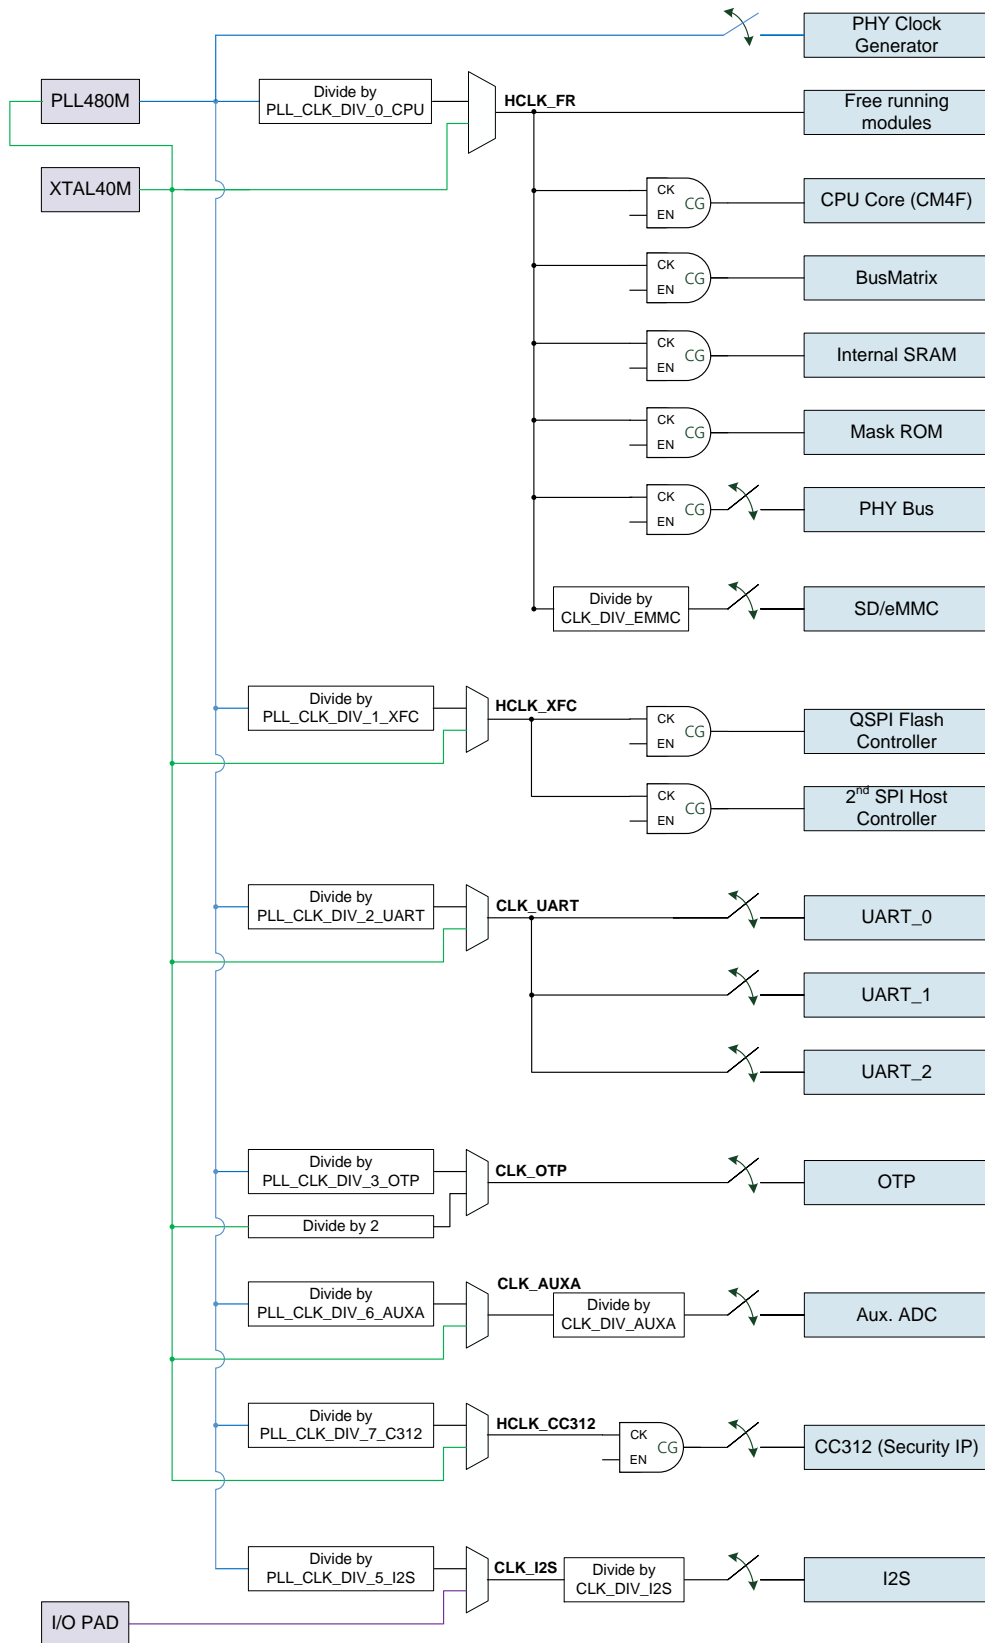 PHY Clock
Generator
PLL480M
Divide by
PLL_CLK_DIV_0_CPU
HCLK_FR
Free running
modules
XTAL40M
CK
EN
CG
CPU Core (CM4F)
CK
EN
CG
BusMatrix
CK
EN
CG
Internal SRAM
CK
EN
CG
Mask ROM
CK
EN
CG
PHY Bus
Divide by
CLK_DIV_EMMC
SD/eMMC
Divide by
PLL_CLK_DIV_1_XFC
HCLK_XFC
CK
EN
CG
QSPI Flash
Controller
CK
EN
CG
2nd SPI Host
Controller
Divide by
PLL_CLK_DIV_2_UART
CLK_UART
UART_0
UART_1
UART_2
Divide by
PLL_CLK_DIV_3_OTP
CLK_OTP
OTP
Divide by 2
Divide by
PLL_CLK_DIV_6_AUXA
CLK_AUXA
Divide by
CLK_DIV_AUXA
Aux. ADC
Divide by
PLL_CLK_DIV_7_C312
HCLK_CC312
CK
EN
CG
CC312 (Security IP)
Divide by
PLL_CLK_DIV_5_I2S
CLK_I2S
Divide by
CLK_DIV_I2S
I2S
I/O PAD